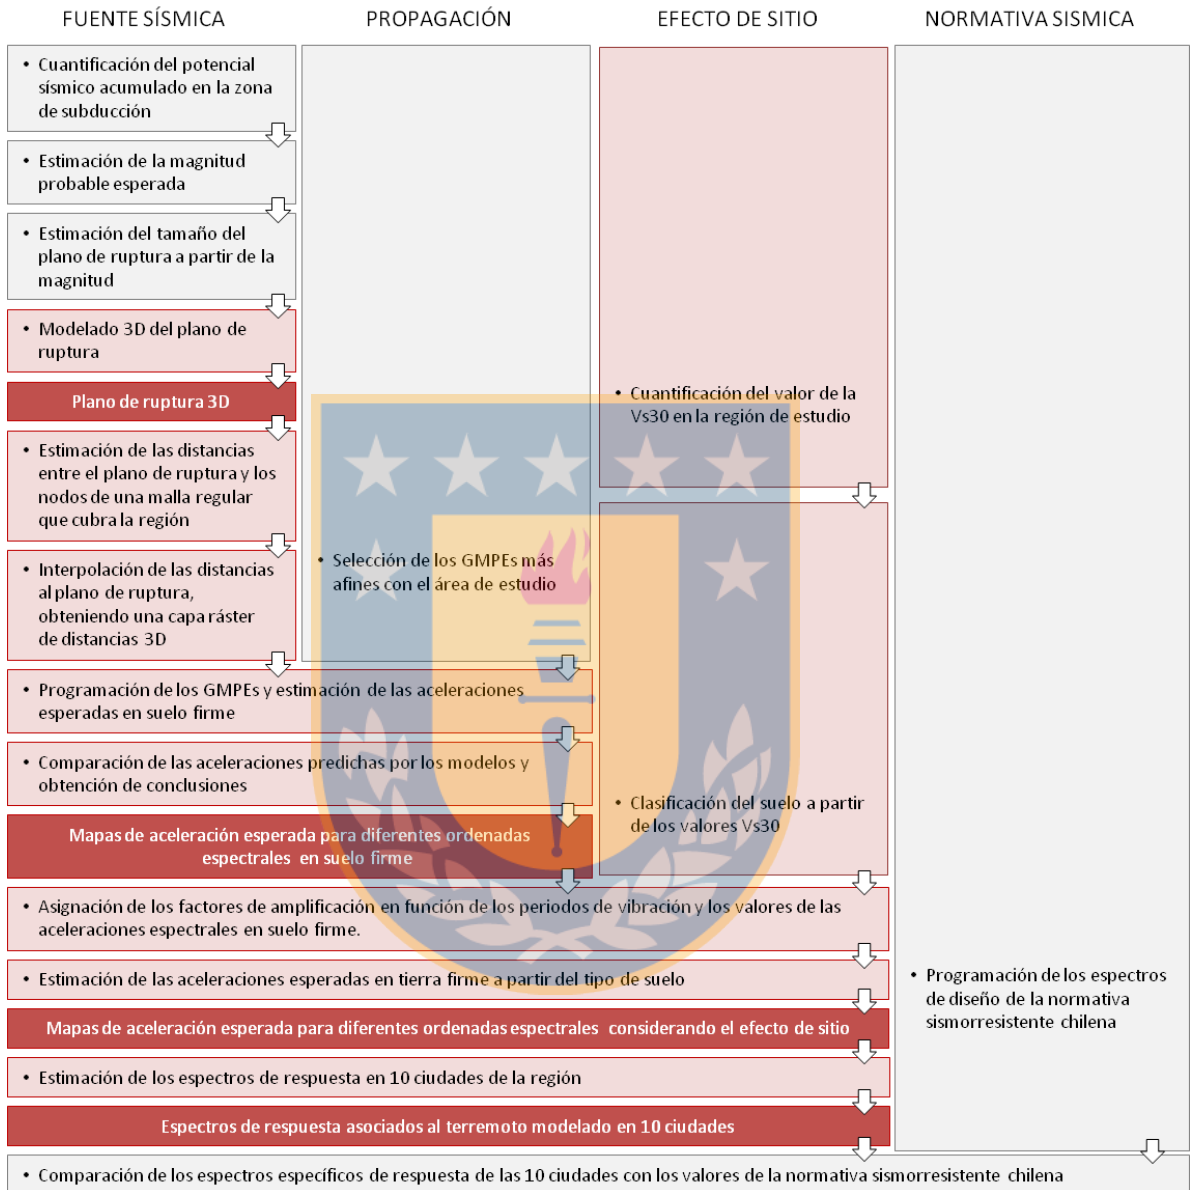 FUENTE SÍSMICA
PROPAGACIÓN
EFECTO DE SITIO
NORMATIVA SISMICA
• Cuantificación del potencial
sísmico acumulado en la zona
de subducción
• Estimación de la magnitud
probable esperada
• Estimación del tamaño del
plano de ruptura a partir de la
magnitud
• Modelado 3D del plano de
ruptura
Plano de ruptura 3D
• Estimación de las distancias
entre el plano de ruptura y los
nodos de una malla regular
que cubra la región
• Interpolación de las distancias
al plano de ruptura,
obteniendo una capa ráster
de distancias 3D
• Selección de los GMPEs más
afines con el área de estudio
• Cuantificación del valor de la
Vs30 en la región de estudio
• Programación de los GMPEs y estimación de las aceleraciones
esperadas en suelo firme
• Comparación de las aceleraciones predichas por los modelos y
obtención de conclusiones
Mapas de aceleración esperada para diferentes ordenadas
espectrales en suelo firme
• Clasificación del suelo a partir
de los valores Vs30
• Asignación de los factores de amplificación en función de los periodos de vibración y los valores de las
aceleraciones espectrales en suelo firme.
• Estimación de las aceleraciones esperadas en tierra firme a partir del tipo de suelo
Mapas de aceleración esperada para diferentes ordenadas espectrales considerando el efecto de sitio
• Estimación de los espectros de respuesta en 10 ciudades de la región
Espectros de respuesta asociados al terremoto modelado en 10 ciudades
• Programación de los espectros
de diseño de la normativa
sismorresistente chilena
• Comparación de los espectros específicos de respuesta de las 10 ciudades con los valores de la normativa sismorresistente chilena